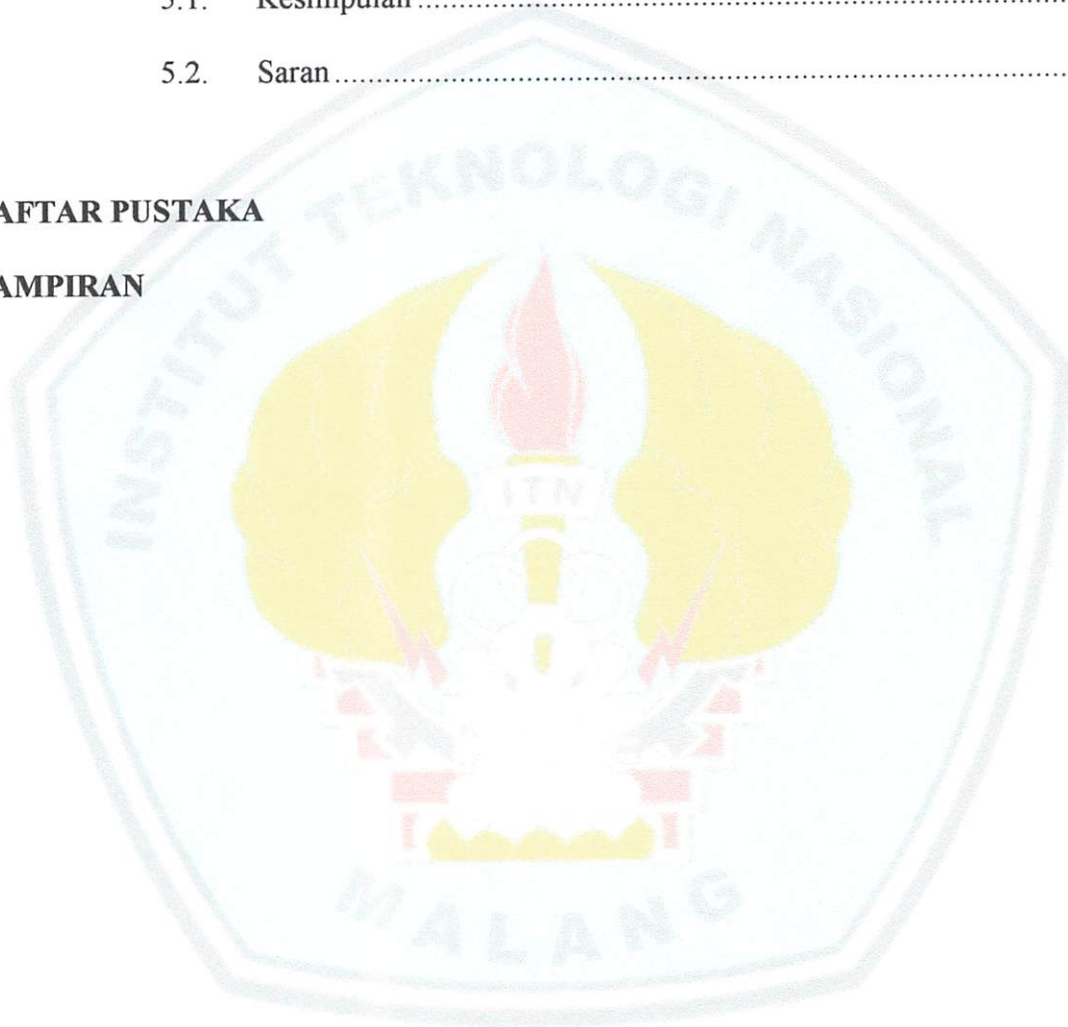 5.1. Kesimpulan ........................................................................................
5.2. Saran ........................................................................................
AFTAR PUSTAKA
AMPIRAN
INSTITUT TEKNOLOGI NASIONAL
ITN
MALANG